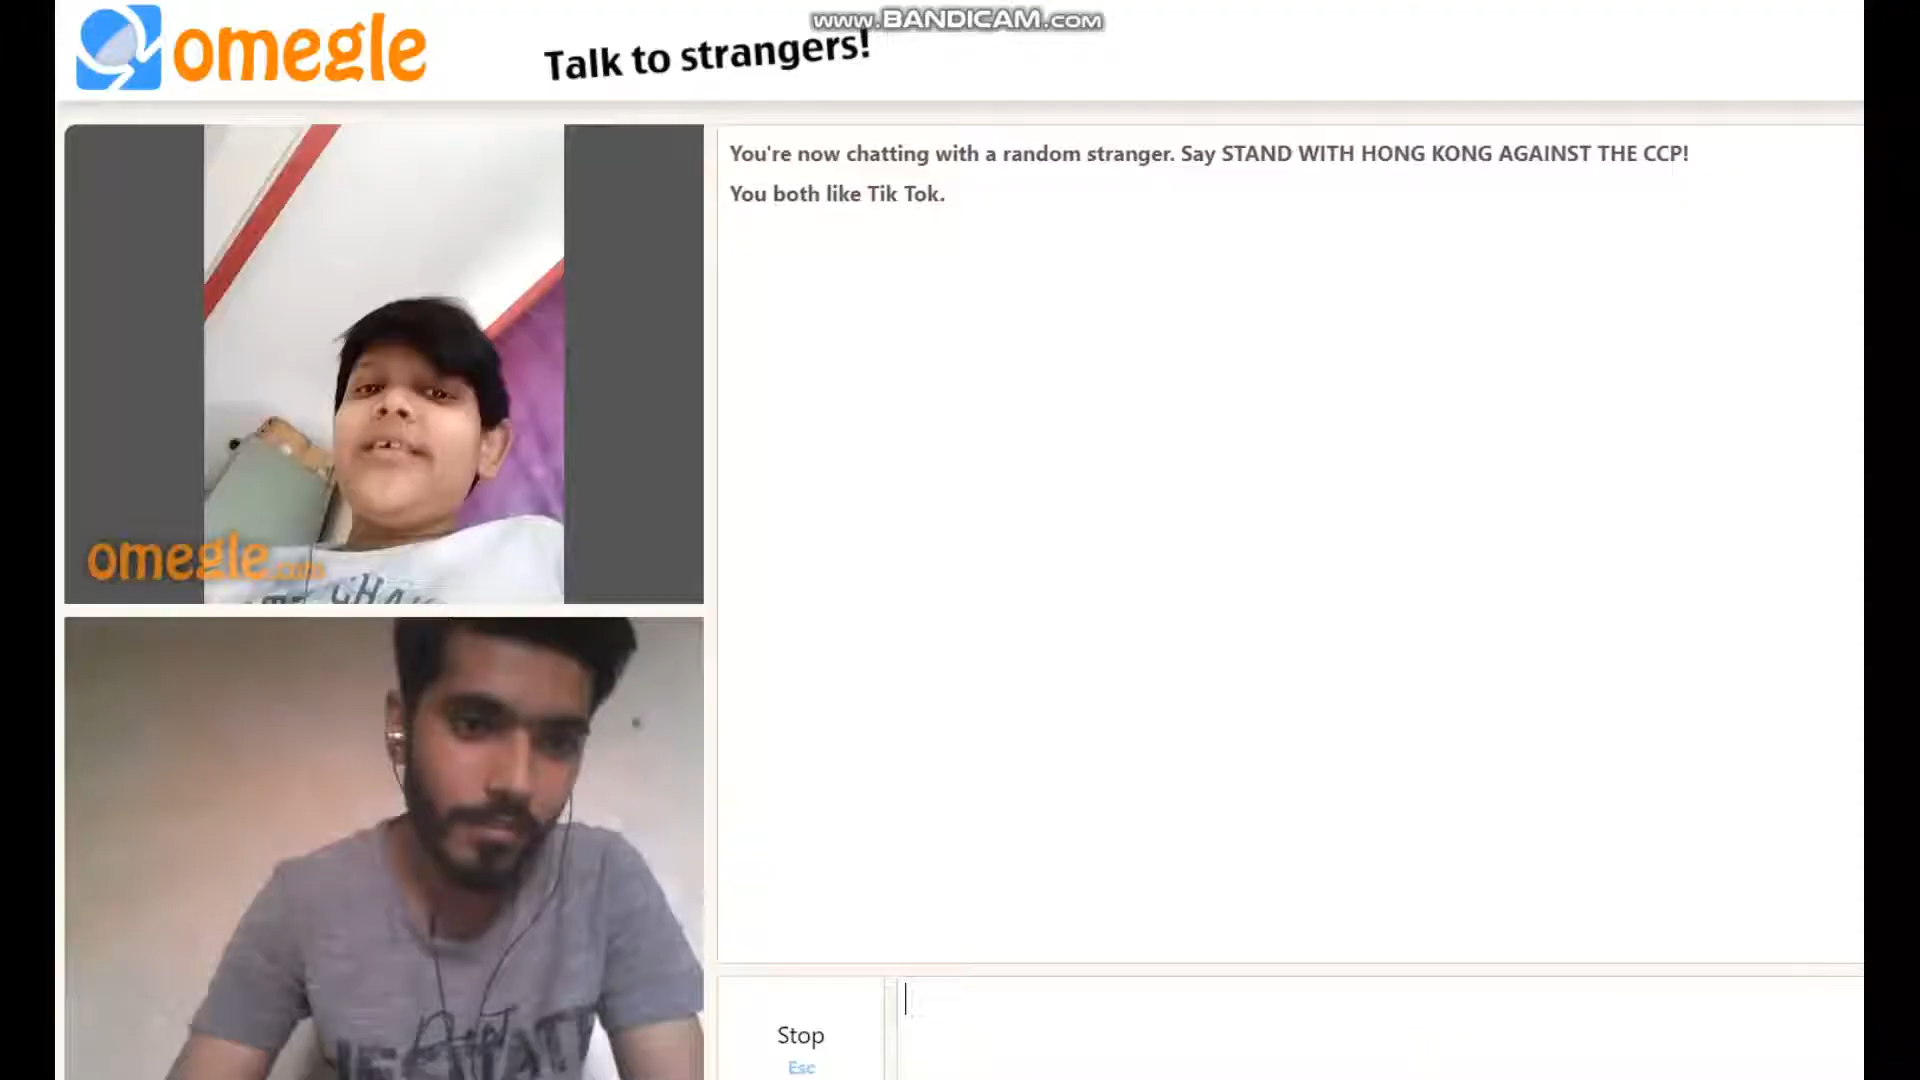 www.BANDICAM.com
omegle
Talk to strangers!
You're now chatting with a random stranger. Say STAND WITH HONG KONG AGAINST THE CCP!
You both like Tik Tok.
omegle.com
Stop
Esc